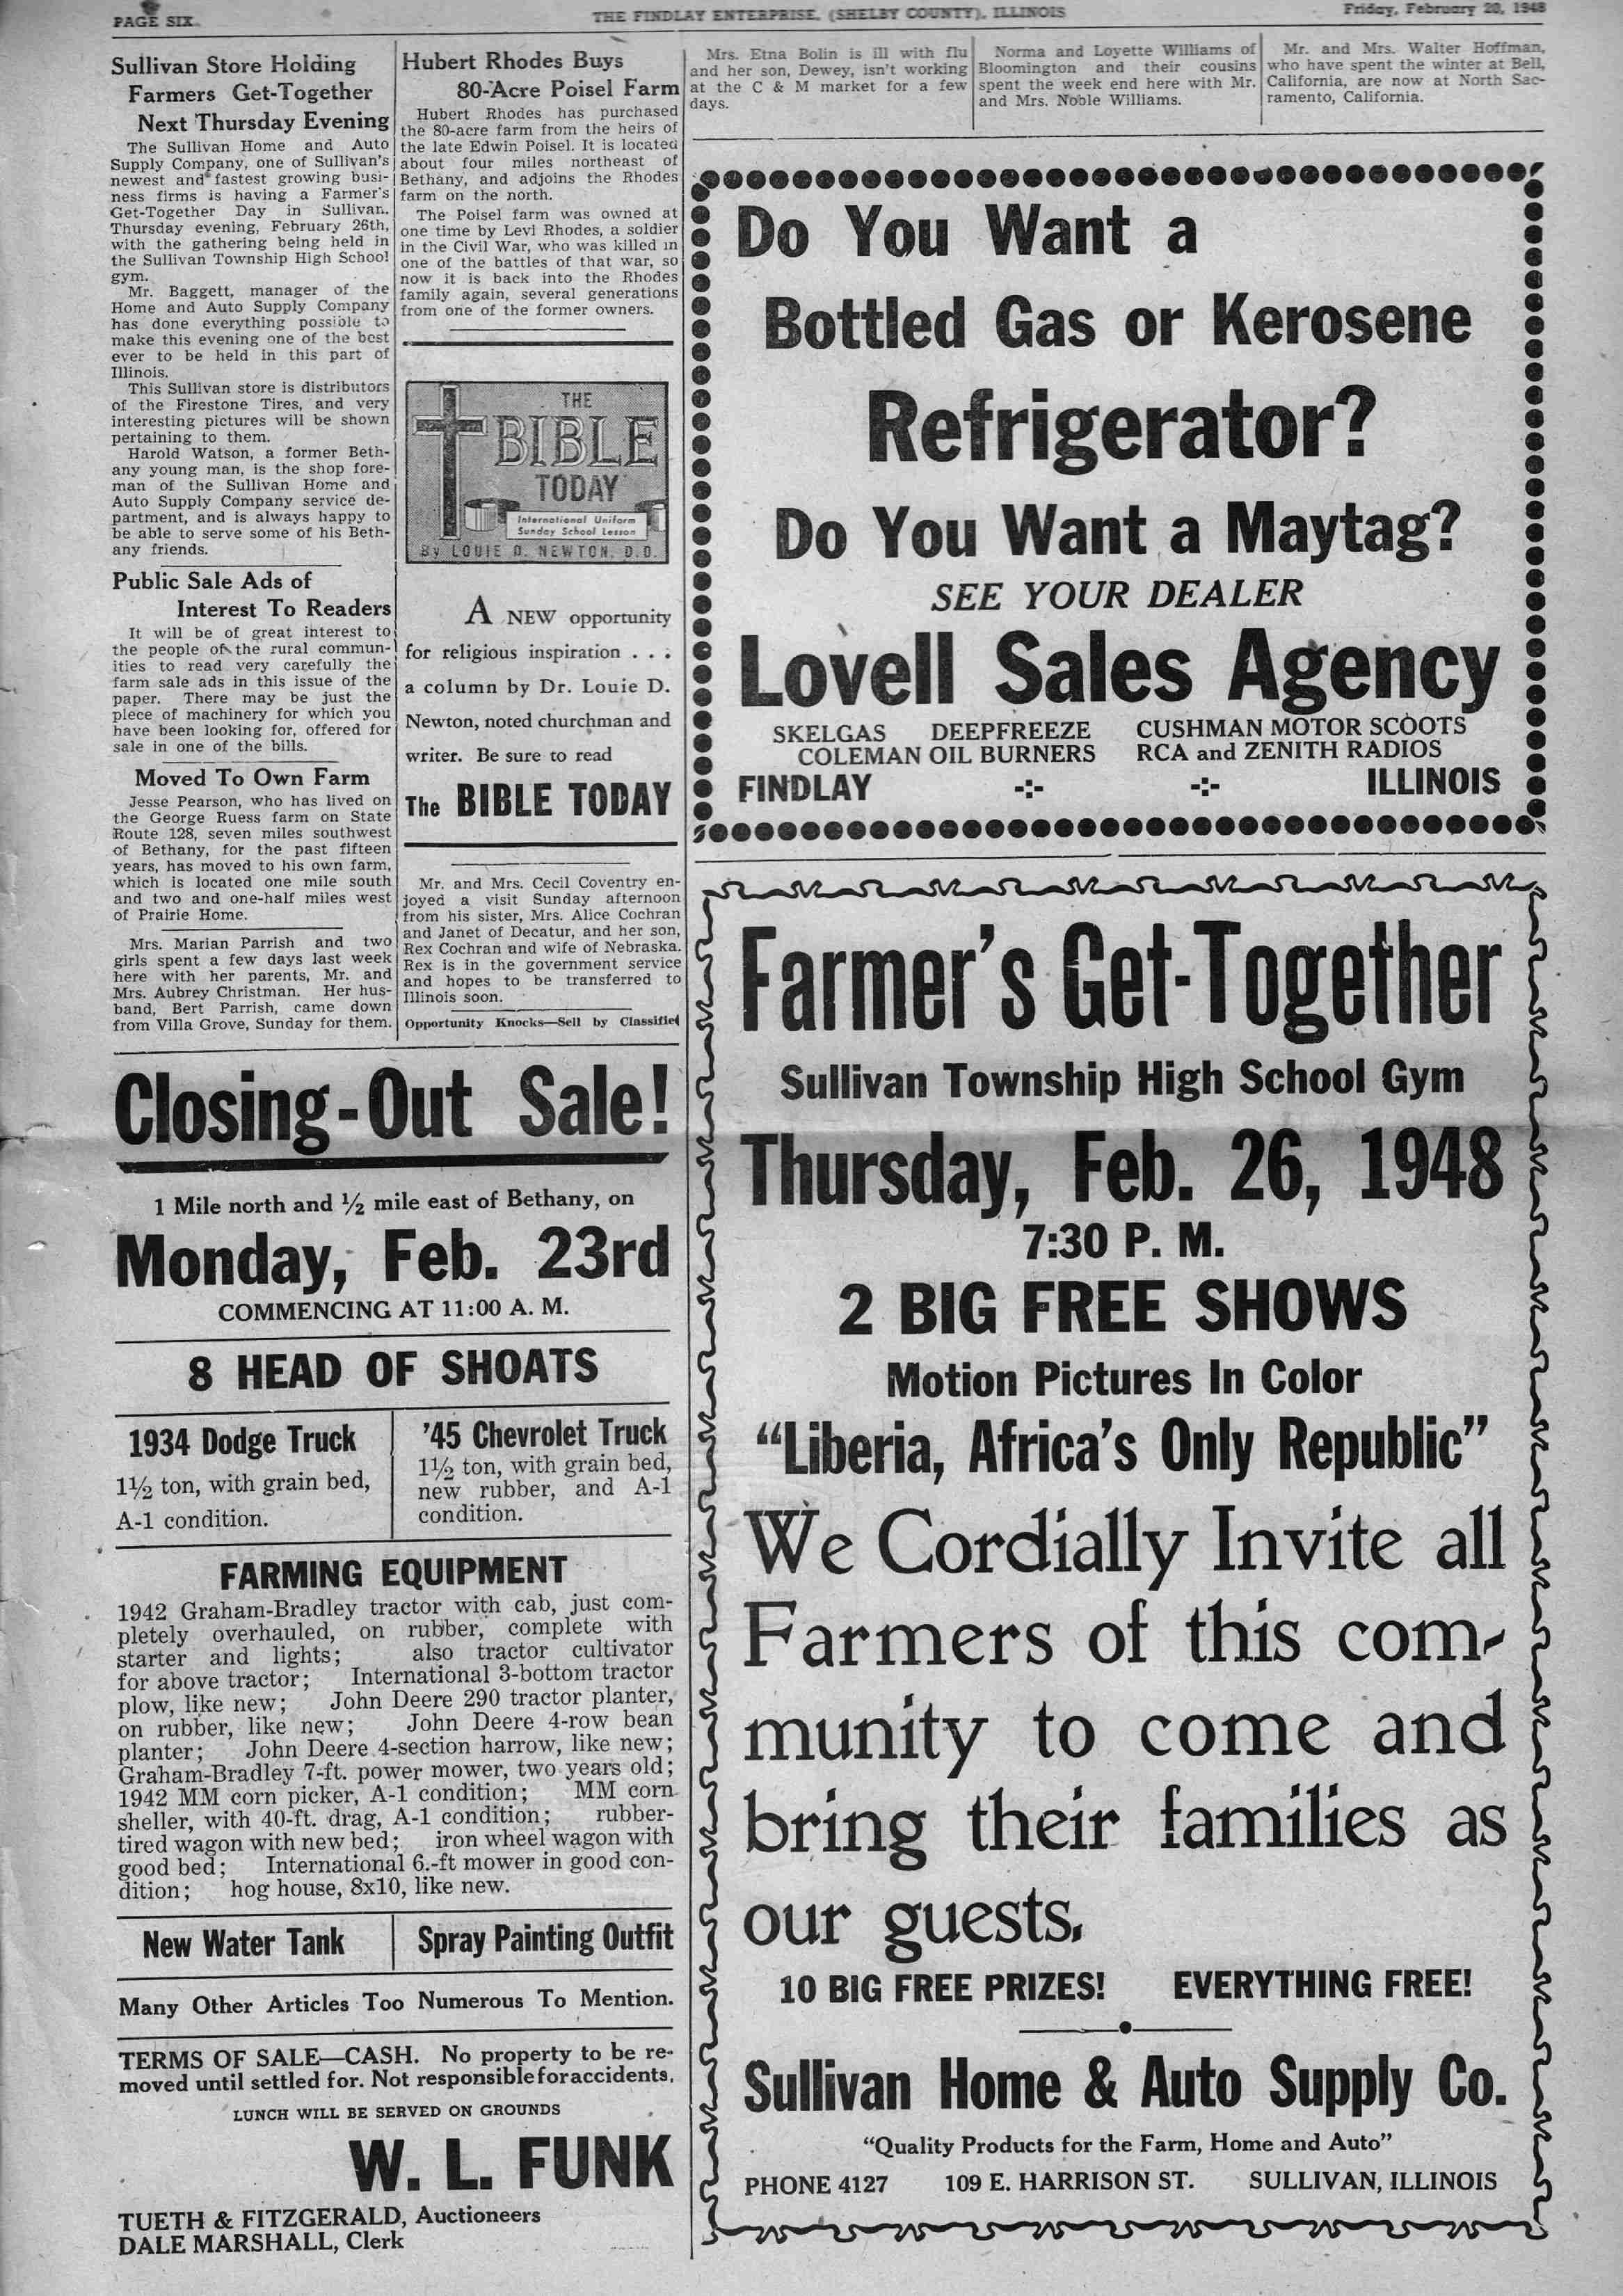 PAGE SIX
THE FINDLAY ENTERPRISE, (SHELBY COUNTY), ILLINOIS
Friday, February 20, 1948
Sullivan Store Holding
Farmers Get-Together
Next Thursday Evening
The Sullivan Home and Auto
Supply Company, one of Sullivan's
newest and fastest growing busi-
ness firms is having a Farmer's
Get-Together Day in Sullivan.
Thursday evening, February 26th,
with the gathering being held in
the Sullivan Township High School
gym.
Mr. Baggett, manager of the
Home and Auto Supply Company
has done everything possible to
make this evening one of the best
ever to be held in this part of
Illinois.
This Sullivan store is distributors
of the Firestone Tires, and very
interesting pictures will be shown
pertaining to them.
Harold Watson, a former Beth-
any young man, is the shop fore-
man of the Sullivan Home and
Auto Supply Company service de-
partment, and is always happy to
be able to serve some of his Beth-
any friends.
Public Sale Ads of
Interest To Readers
It will be of great interest to
the people of the rural commun-
ities to read very carefully the
farm sale ads in this issue of the
paper. There may be just the
piece of machinery for which you
have been looking for, offered for
sale in one of the bills.
Moved To Own Farm
Jesse Pearson, who has lived on
the George Ruess farm on State
Route 128, seven miles southwest
of Bethany, for the past fifteen
years, has moved to his own farm,
which is located one mile south
and two and one-half miles west
of Prairie Home.
Mrs. Marian Parrish and two
girls spent a few days last week
here with her parents, Mr. and
Mrs. Aubrey Christman. Her hus-
band, Bert Parrish, came down
from Villa Grove, Sunday for them.
Hubert Rhodes Buys
80-Acre Poisel Farm
Hubert Rhodes has purchased
the 80-acre farm from the heirs of
the late Edwin Poisel. It is located
about four miles northeast of
Bethany, and adjoins the Rhodes
farm on the north.
The Poisel farm was owned at
one time by Levi Rhodes, a soldier
in the Civil War, who was killed in
one of the battles of that war, so
now it is back into the Rhodes
family again, several generations
from one of the former owners.
THE
BIBLE
TODAY
International Uniform
Sunday School Lesson
By LOUIE D. NEWTON, D.D.
A NEW opportunity
for religious inspiration . . .
a column by Dr. Louie D.
Newton, noted churchman and
writer. Be sure to read
The BIBLE TODAY
Mr. and Mrs. Cecil Coventry en-
joyed a visit Sunday afternoon
from his sister, Mrs. Alice Cochran
and Janet of Decatur, and her son,
Rex Cochran and wife of Nebraska.
Rex is in the government service
and hopes to be transferred to
Illinois soon.
Opportunity Knocks—Sell by Classified
Mrs. Etna Bolin is ill with flu
and her son, Dewey, isn't working
at the C & M market for a few
days.
Norma and Loyette Williams of
Bloomington and their cousins
spent the week end here with Mr.
and Mrs. Noble Williams.
Mr. and Mrs. Walter Hoffman,
who have spent the winter at Bell,
California, are now at North Sac-
ramento, California.
Do You Want a
Bottled Gas or Kerosene
Refrigerator?
Do You Want a Maytag?
SEE YOUR DEALER
Lovell Sales Agency
SKELGAS DEEPFREEZE CUSHMAN MOTOR SCOOTS
COLEMAN OIL BURNERS RCA and ZENITH RADIOS
FINDLAY -:- -:- ILLINOIS
Closing-Out Sale!
1 Mile north and ½ mile east of Bethany, on
Monday, Feb. 23rd
COMMENCING AT 11:00 A. M.
8 HEAD OF SHOATS
1934 Dodge Truck
1½ ton, with grain bed,
A-1 condition.
'45 Chevrolet Truck
1½ ton, with grain bed,
new rubber, and A-1
condition.
FARMING EQUIPMENT
1942 Graham-Bradley tractor with cab, just com-
pletely overhauled, on rubber, complete with
starter and lights; also tractor cultivator
for above tractor; International 3-bottom tractor
plow, like new; John Deere 290 tractor planter,
on rubber, like new; John Deere 4-row bean
planter; John Deere 4-section harrow, like new;
Graham-Bradley 7-ft. power mower, two years old;
1942 MM corn picker, A-1 condition; MM corn
sheller, with 40-ft. drag, A-1 condition; rubber-
tired wagon with new bed; iron wheel wagon with
good bed; International 6.-ft mower in good con-
dition; hog house, 8x10, like new.
New Water Tank
Spray Painting Outfit
Many Other Articles Too Numerous To Mention.
TERMS OF SALE—CASH. No property to be re-
moved until settled for. Not responsible for accidents,
LUNCH WILL BE SERVED ON GROUNDS
W. L. FUNK
TUETH & FITZGERALD, Auctioneers
DALE MARSHALL, Clerk
Farmer's Get-Together
Sullivan Township High School Gym
Thursday, Feb. 26, 1948
7:30 P. M.
2 BIG FREE SHOWS
Motion Pictures In Color
"Liberia, Africa's Only Republic"
We Cordially Invite all
Farmers of this com-
munity to come and
bring their families as
our guests.
10 BIG FREE PRIZES! EVERYTHING FREE!
Sullivan Home & Auto Supply Co.
"Quality Products for the Farm, Home and Auto"
PHONE 4127 109 E. HARRISON ST. SULLIVAN, ILLINOIS